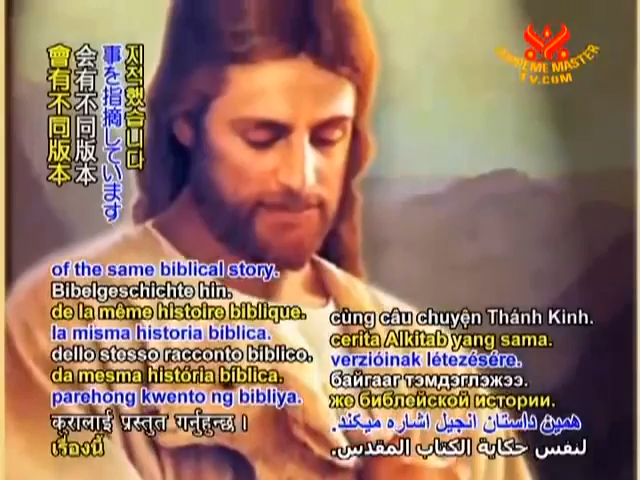 SUPREME MASTER
TV.COM
지적했습니다
事を指摘しています
会有不同版本
會有不同版本
of the same biblical story.
Bibelgeschichte hin.
de la même histoire biblique.
la misma historia bíblica.
dello stesso racconto biblico.
da mesma história bíblica.
parehong kwento ng bibliya.
कुरालाई प्रस्तुत गर्नुहुन्छ ।
เรื่องนี้
cùng câu chuyện Thánh Kinh.
cerita Alkitab yang sama.
verzióinak létezésére.
байгааг тэмдэглэжээ.
же библейской истории.
همین داستان انجیل اشاره میکند.
لنفس حكاية الكتاب المقدس.